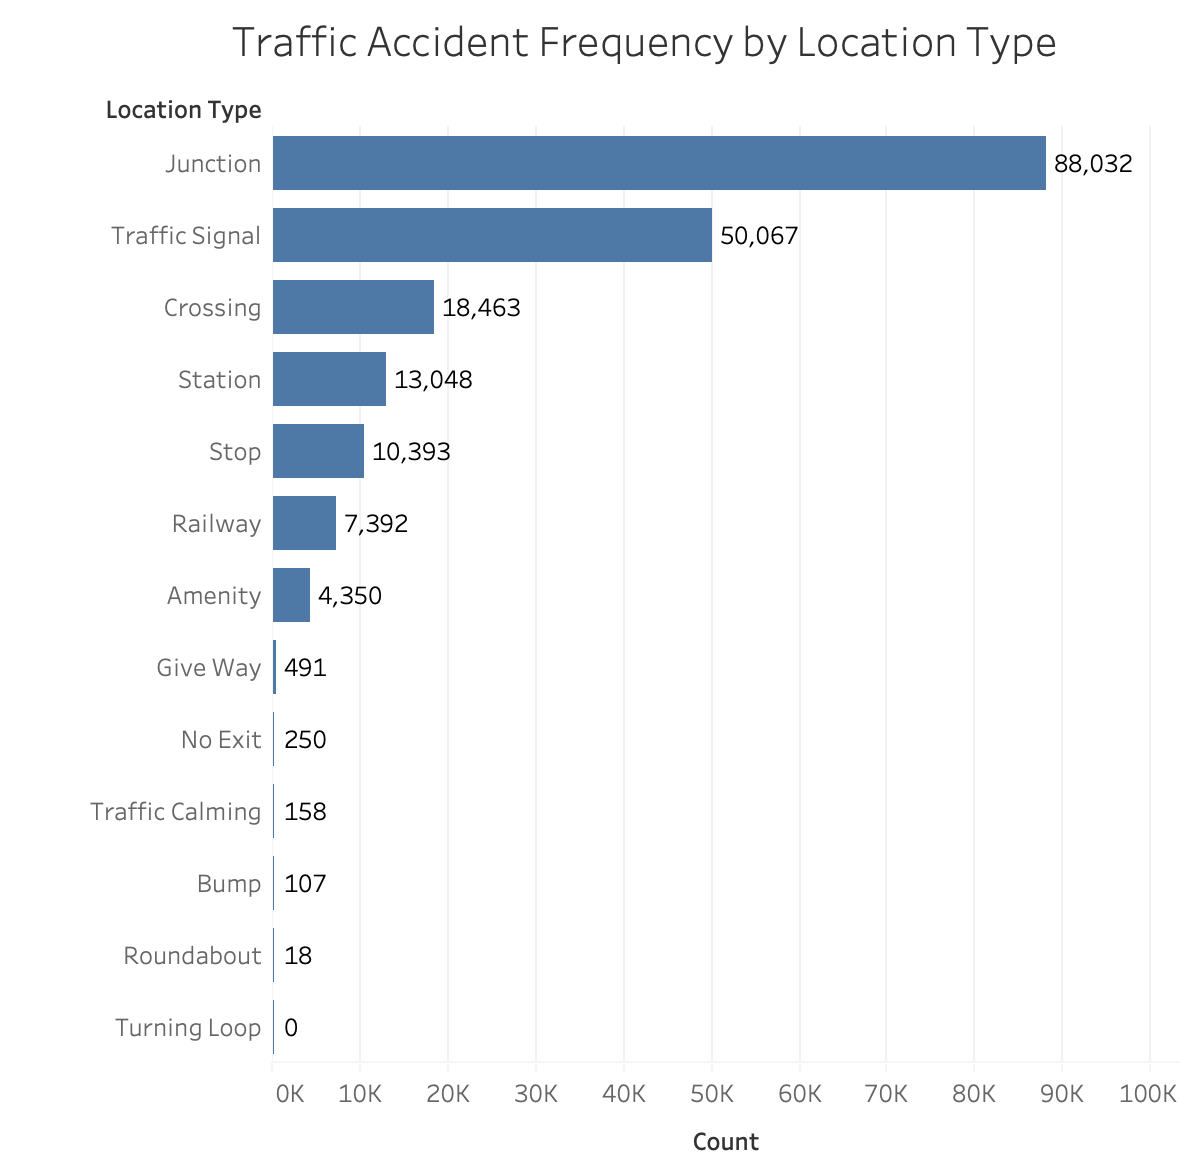 Traffic Accident Frequency by Location Type
Location Type
Junction 88,032
Traffic Signal 50,067
Crossing 18,463
Station 13,048
Stop 10,393
Railway 7,392
Amenity 4,350
Give Way 491
No Exit 250
Traffic Calming 158
Bump 107
Roundabout 18
Turning Loop 0
0K 10K 20K 30K 40K 50K 60K 70K 80K 90K 100K
Count